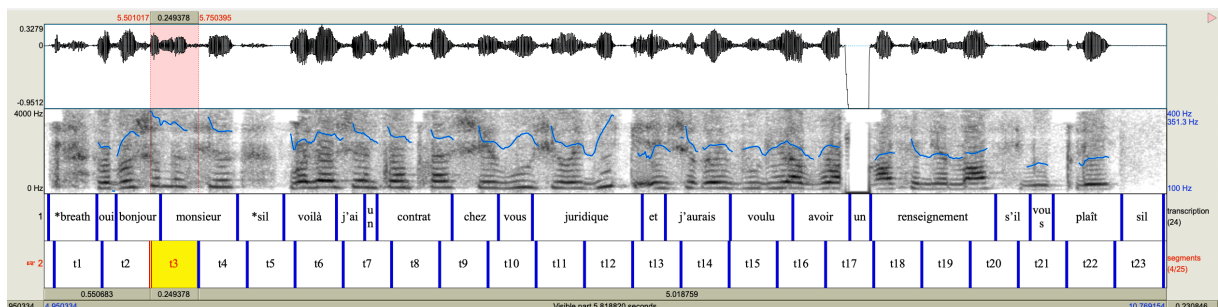 5.501017 0.249378 5.750395
0.3279
0
-0.9512
4000 Hz 400 Hz
351.3 Hz
0 Hz 100 Hz
1 *breath oui bonjour monsieur *sil voilà j'ai un contrat chez vous juridique et j'aurais voulu avoir un renseignement s'il vous plaît sil transcription
(24)
2 t1 t2 t3 t4 t5 t6 t7 t8 t9 t10 t11 t12 t13 t14 t15 t16 t17 t18 t19 t20 t21 t22 t23 segments
(4/25)
0.550683 0.249378 5.018759
950334 4.950334 Visible part 5.818820 seconds 10.769154 0.230846